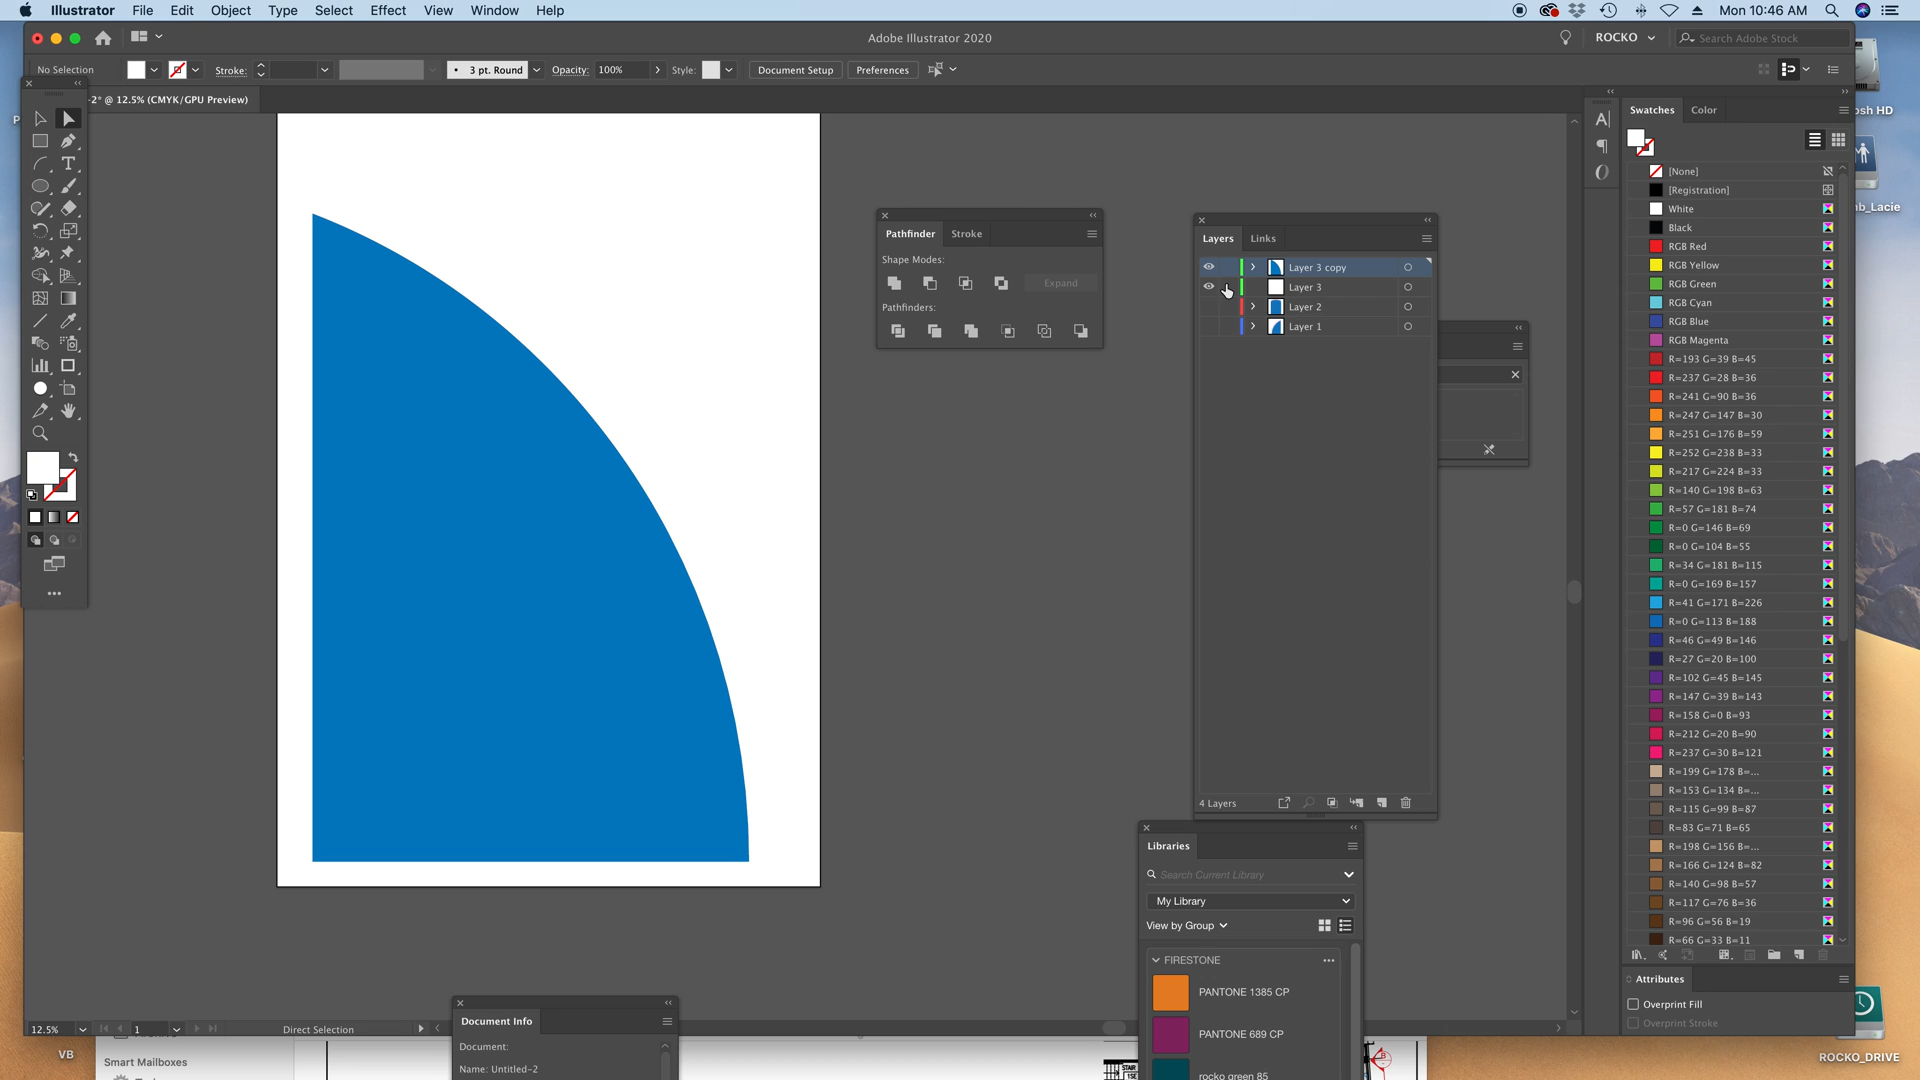 Illustrator File Edit Object Type Select Effect View Window Help
Mon 10:46 AM
Adobe Illustrator 2020
ROCKO
Search Adobe Stock
No Selection
Stroke:
3 pt. Round
Opacity: 100%
Style:
Document Setup
Preferences
-2* @ 12.5% (CMYK/GPU Preview)
osh HD
Swatches Color
[None]
[Registration]
White
Black
RGB Red
RGB Yellow
RGB Green
RGB Cyan
RGB Blue
RGB Magenta
R=193 G=39 B=45
R=237 G=28 B=36
R=241 G=90 B=36
R=247 G=147 B=30
R=251 G=176 B=59
R=252 G=238 B=33
R=217 G=224 B=33
R=140 G=198 B=63
R=57 G=181 B=74
R=0 G=146 B=69
R=0 G=104 B=55
R=34 G=181 B=115
R=0 G=169 B=157
R=41 G=171 B=226
R=0 G=113 B=188
R=46 G=49 B=146
R=27 G=20 B=100
R=102 G=45 B=145
R=147 G=39 B=143
R=158 G=0 B=93
R=212 G=20 B=90
R=237 G=30 B=121
R=199 G=178 B=...
R=153 G=134 B=...
R=115 G=99 B=87
R=83 G=71 B=65
R=198 G=156 B=...
R=166 G=124 B=82
R=140 G=98 B=57
R=117 G=76 B=36
R=96 G=56 B=19
R=66 G=33 B=11
Attributes
Overprint Fill
Overprint Stroke
b_Lacie
Pathfinder Stroke
Shape Modes:
Expand
Pathfinders:
Layers Links
Layer 3 copy
Layer 3
Layer 2
Layer 1
4 Layers
Libraries
Search Current Library
My Library
View by Group
FIRESTONE
PANTONE 1385 CP
PANTONE 689 CP
rocko green 85
12.5%
1
Direct Selection
Document Info
Document:
Name: Untitled-2
VB
Smart Mailboxes
STAIR
ROCKO_DRIVE